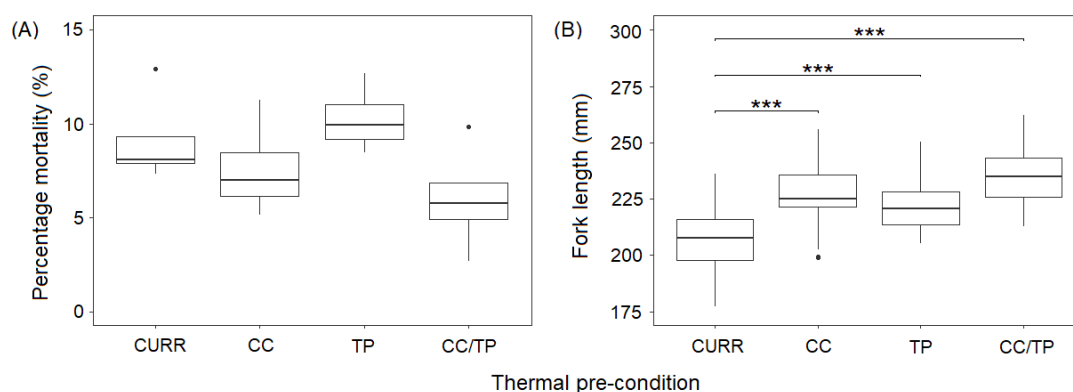 (A)
Percentage mortality (%)
15
10
5
0
CURR CC TP CC/TP
(B)
Fork length (mm)
300
275
250
225
200
175
***
***
***
CURR CC TP CC/TP
Thermal pre-condition